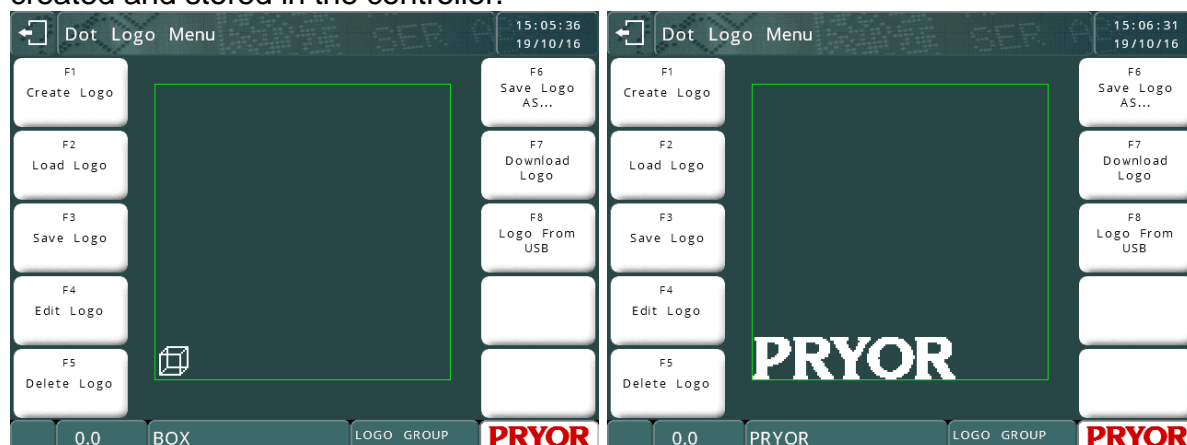 created and stored in the controller.
Dot Logo Menu
15:05:36
19/10/16
F1
Create Logo
F2
Load Logo
F3
Save Logo
F4
Edit Logo
F5
Delete Logo
F6
Save Logo
AS...
F7
Download
Logo
F8
Logo From
USB
0.0
BOX
LOGO GROUP
PRYOR
Dot Logo Menu
15:06:31
19/10/16
F1
Create Logo
F2
Load Logo
F3
Save Logo
F4
Edit Logo
F5
Delete Logo
PRYOR
F6
Save Logo
AS...
F7
Download
Logo
F8
Logo From
USB
0.0
PRYOR
LOGO GROUP
PRYOR